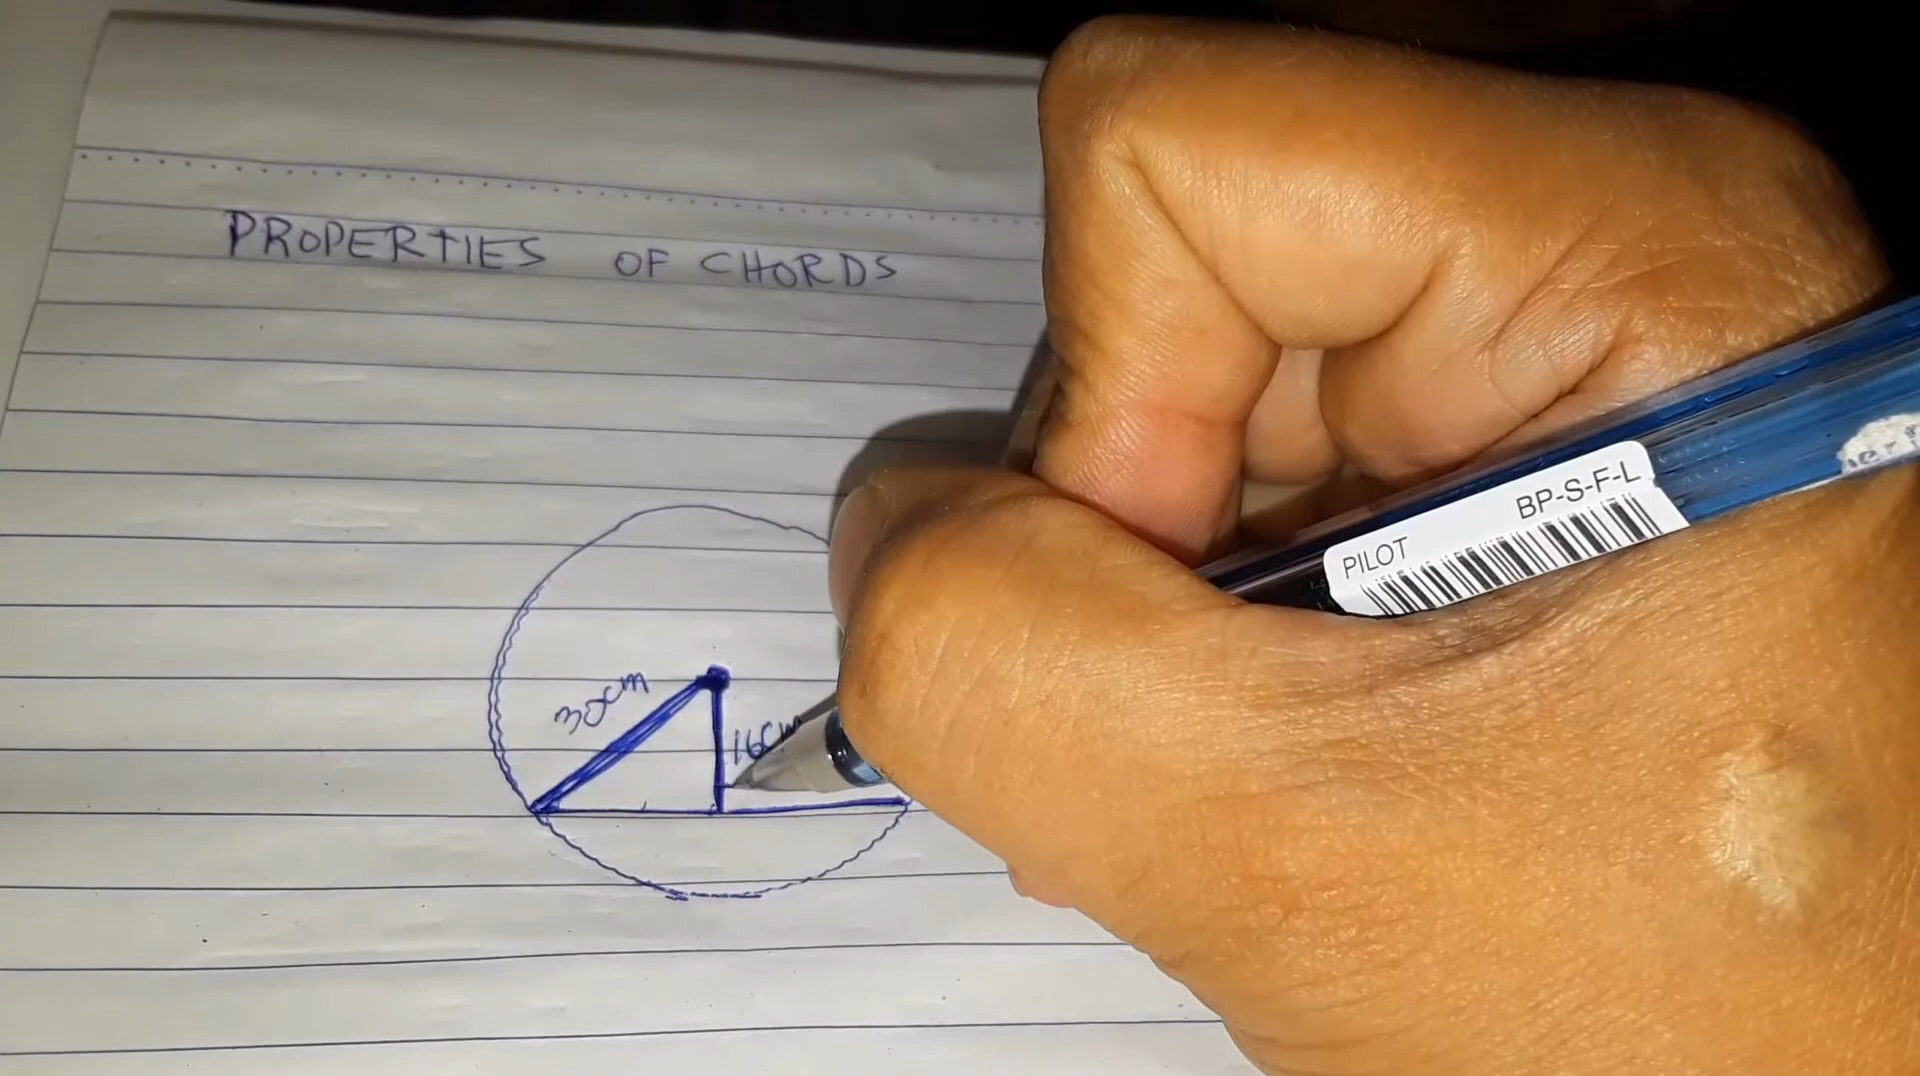 PROPERTIES OF CHORDS
30cm
16cm
BP-S-F-L
PILOT